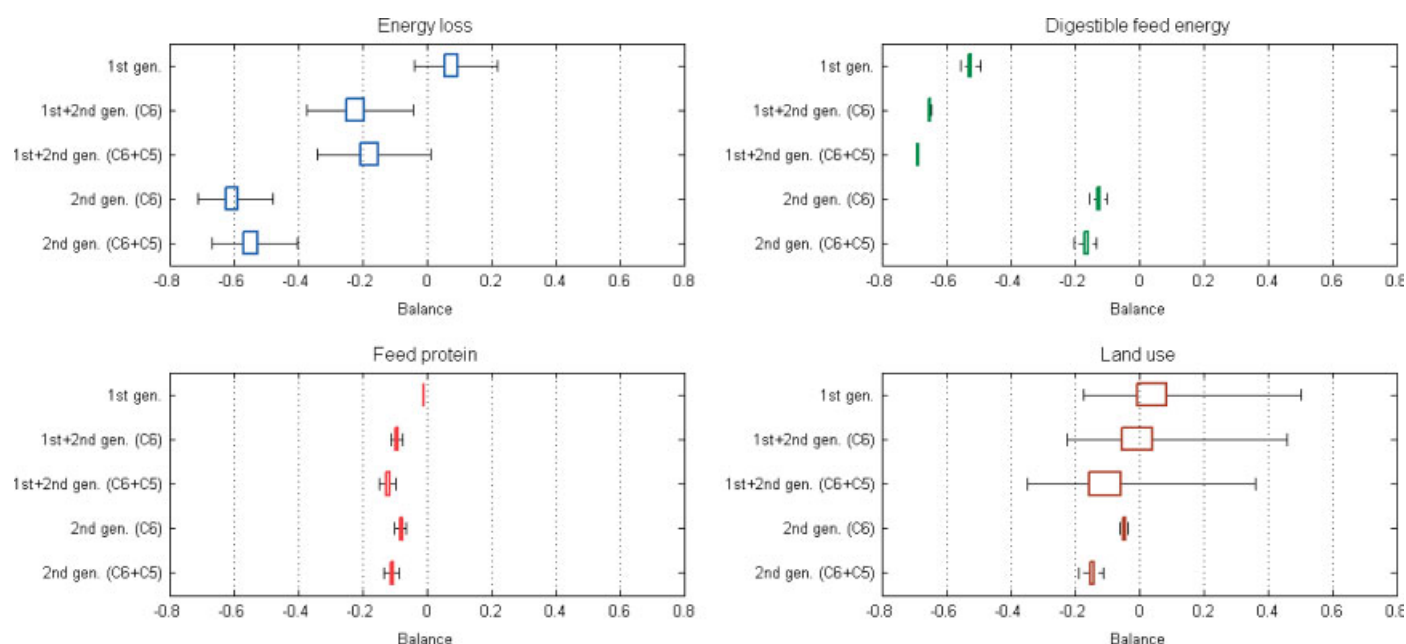 Energy loss
1st gen.
1st+2nd gen. (C6)
1st+2nd gen. (C6+C5)
2nd gen. (C6)
2nd gen. (C6+C5)
-0.8 -0.6 -0.4 -0.2 0 0.2 0.4 0.6 0.8
Balance
Digestible feed energy
1st gen.
1st+2nd gen. (C6)
1st+2nd gen. (C6+C5)
2nd gen. (C6)
2nd gen. (C6+C5)
-0.8 -0.6 -0.4 -0.2 0 0.2 0.4 0.6 0.8
Balance
Feed protein
1st gen.
1st+2nd gen. (C6)
1st+2nd gen. (C6+C5)
2nd gen. (C6)
2nd gen. (C6+C5)
-0.8 -0.6 -0.4 -0.2 0 0.2 0.4 0.6 0.8
Balance
Land use
1st gen.
1st+2nd gen. (C6)
1st+2nd gen. (C6+C5)
2nd gen. (C6)
2nd gen. (C6+C5)
-0.8 -0.6 -0.4 -0.2 0 0.2 0.4 0.6 0.8
Balance